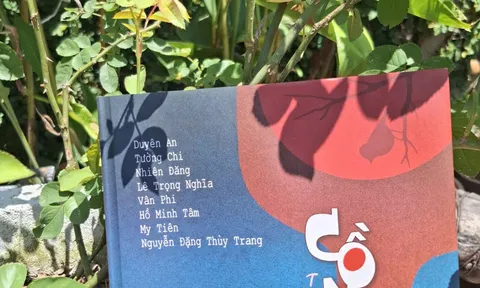 Duyên An
Tường Chi
Nhiên Đăng
Lê Trọng Nghĩa
Văn Phi
Hồ Minh Tâm
My Tiên
Nguyễn Đặng Thùy Trang
CỒ
T